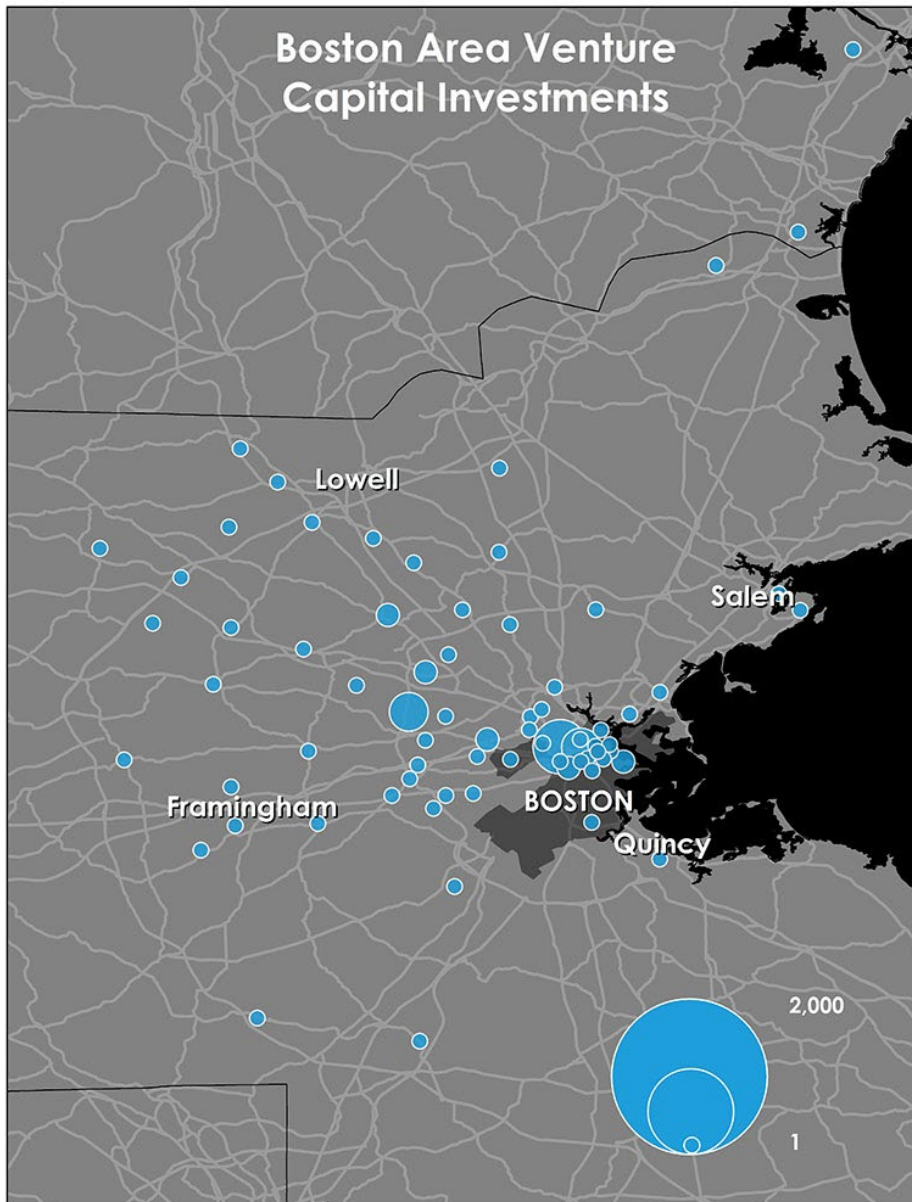 Boston Area Venture
Capital Investments
Lowell
Salem
BOSTON
Framingham
Quincy
2,000
1